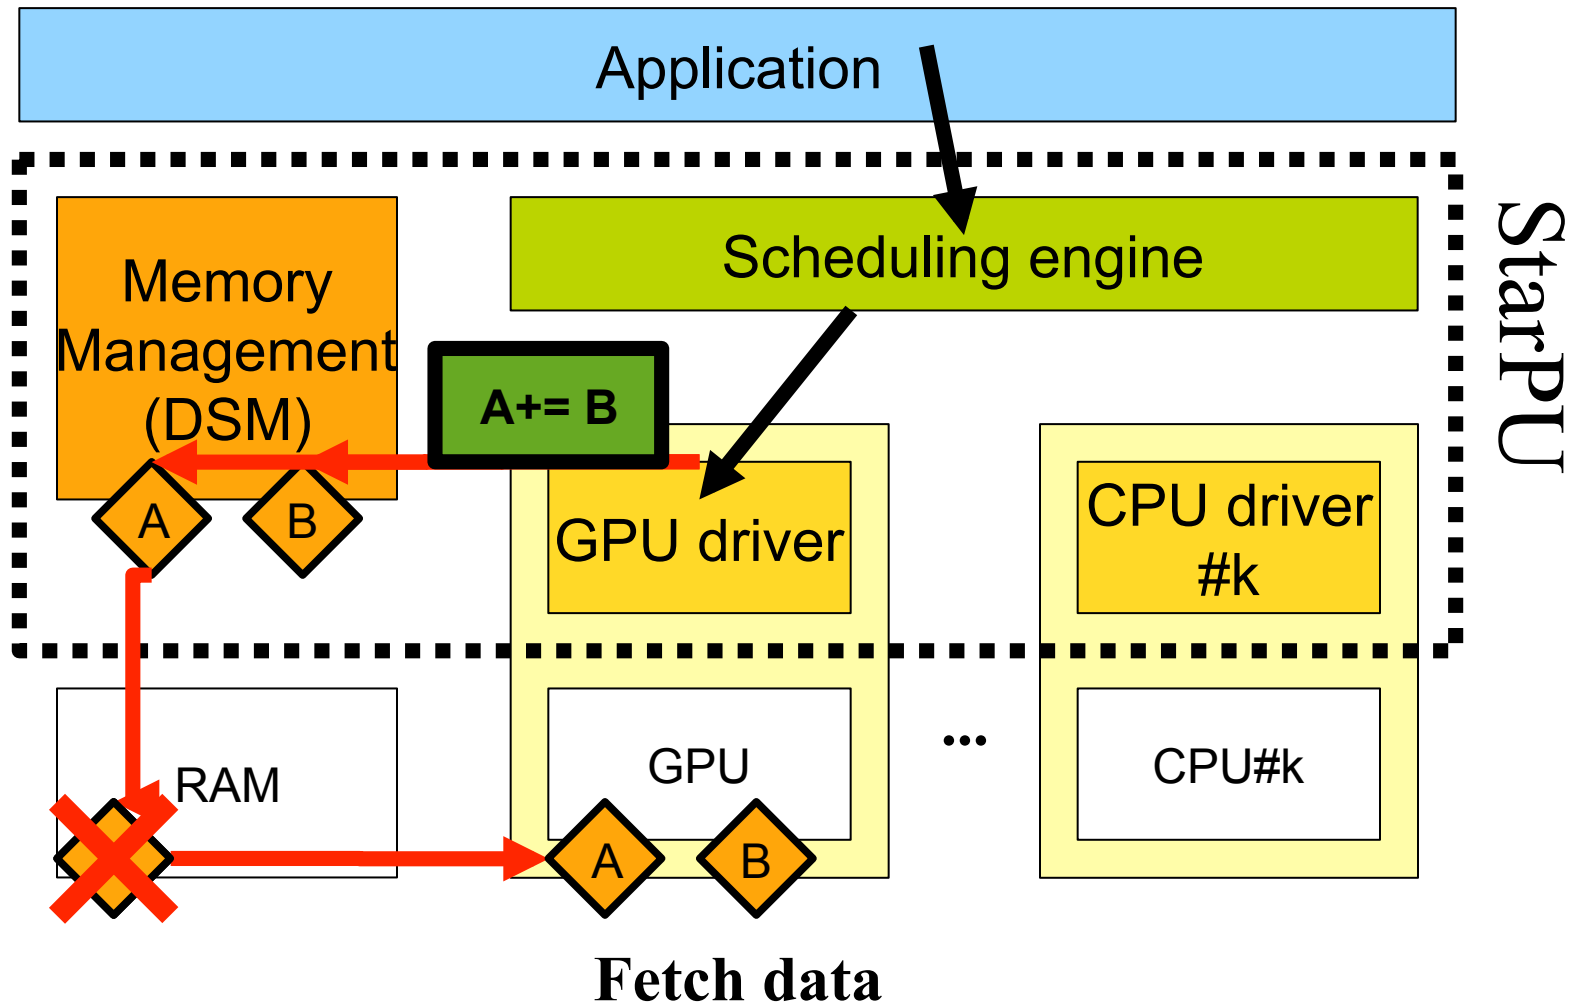 Application
StarPU
Scheduling engine
Memory
Management
(DSM)
A+= B
A
B
GPU driver
CPU driver
#k
RAM
GPU
...
CPU#k
A
B
Fetch data